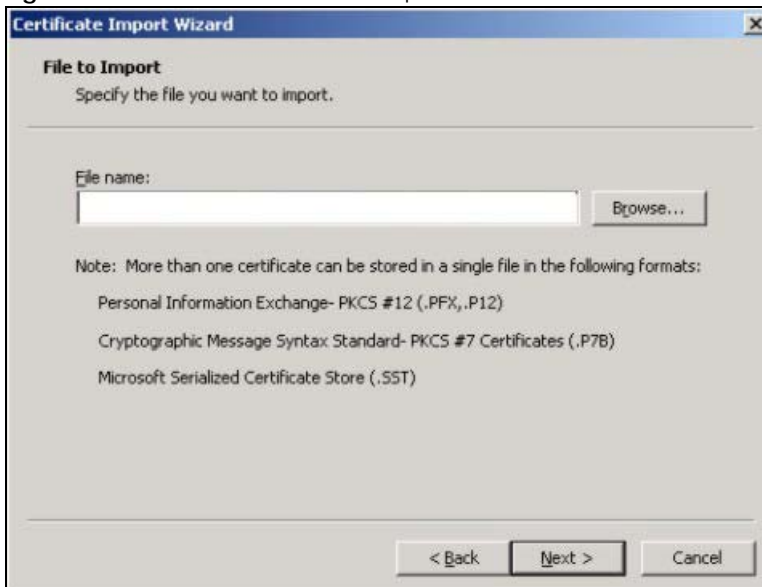 Certificate Import Wizard
File to Import
Specify the file you want to import.
File name:
Browse...
Note: More than one certificate can be stored in a single file in the following formats:
Personal Information Exchange- PKCS #12 (.PFX,.P12)
Cryptographic Message Syntax Standard- PKCS #7 Certificates (.P7B)
Microsoft Serialized Certificate Store (.SST)
< Back Next > Cancel